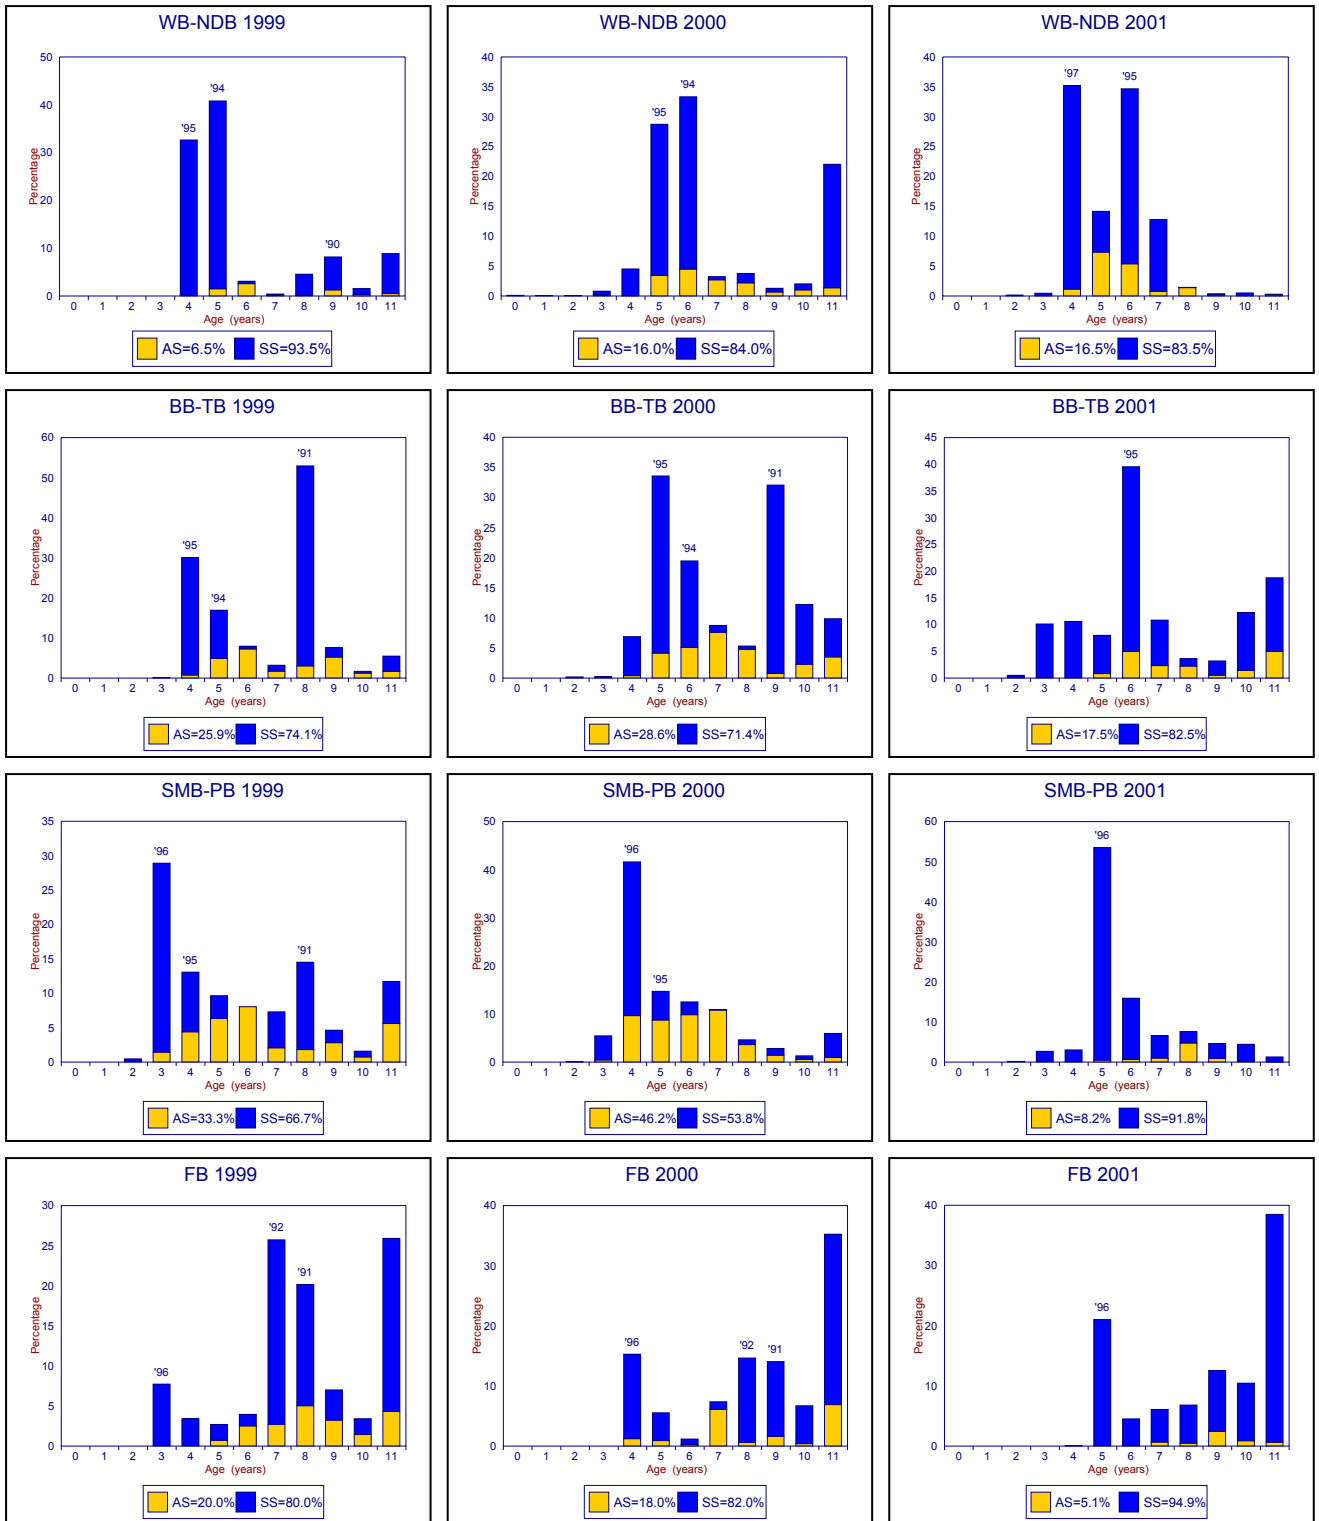 WB-NDB 1999
50
40
30
20
10
0
Percentage
'95
'94
'90
0 1 2 3 4 5 6 7 8 9 10 11
Age (years)
AS=6.5% SS=93.5%
WB-NDB 2000
40
35
30
25
20
15
10
5
0
Percentage
'95
'94
0 1 2 3 4 5 6 7 8 9 10 11
Age (years)
AS=16.0% SS=84.0%
WB-NDB 2001
40
35
30
25
20
15
10
5
0
Percentage
'97
'95
0 1 2 3 4 5 6 7 8 9 10 11
Age (years)
AS=16.5% SS=83.5%
BB-TB 1999
60
50
40
30
20
10
0
Percentage
'95
'94
'91
0 1 2 3 4 5 6 7 8 9 10 11
Age (years)
AS=25.9% SS=74.1%
BB-TB 2000
40
35
30
25
20
15
10
5
0
Percentage
'95
'94
'91
0 1 2 3 4 5 6 7 8 9 10 11
Age (years)
AS=28.6% SS=71.4%
BB-TB 2001
45
40
35
30
25
20
15
10
5
0
Percentage
'95
0 1 2 3 4 5 6 7 8 9 10 11
Age (years)
AS=17.5% SS=82.5%
SMB-PB 1999
35
30
25
20
15
10
5
0
Percentage
'96
'95
'91
0 1 2 3 4 5 6 7 8 9 10 11
Age (years)
AS=33.3% SS=66.7%
SMB-PB 2000
50
40
30
20
10
0
Percentage
'96
'95
0 1 2 3 4 5 6 7 8 9 10 11
Age (years)
AS=46.2% SS=53.8%
SMB-PB 2001
60
50
40
30
20
10
0
Percentage
'96
0 1 2 3 4 5 6 7 8 9 10 11
Age (years)
AS=8.2% SS=91.8%
FB 1999
30
25
20
15
10
5
0
Percentage
'96
'92
'91
0 1 2 3 4 5 6 7 8 9 10 11
Age (years)
AS=20.0% SS=80.0%
FB 2000
40
30
20
10
0
Percentage
'96
'92
'91
0 1 2 3 4 5 6 7 8 9 10 11
Age (years)
AS=18.0% SS=82.0%
FB 2001
40
30
20
10
0
Percentage
'96
0 1 2 3 4 5 6 7 8 9 10 11
Age (years)
AS=5.1% SS=94.9%